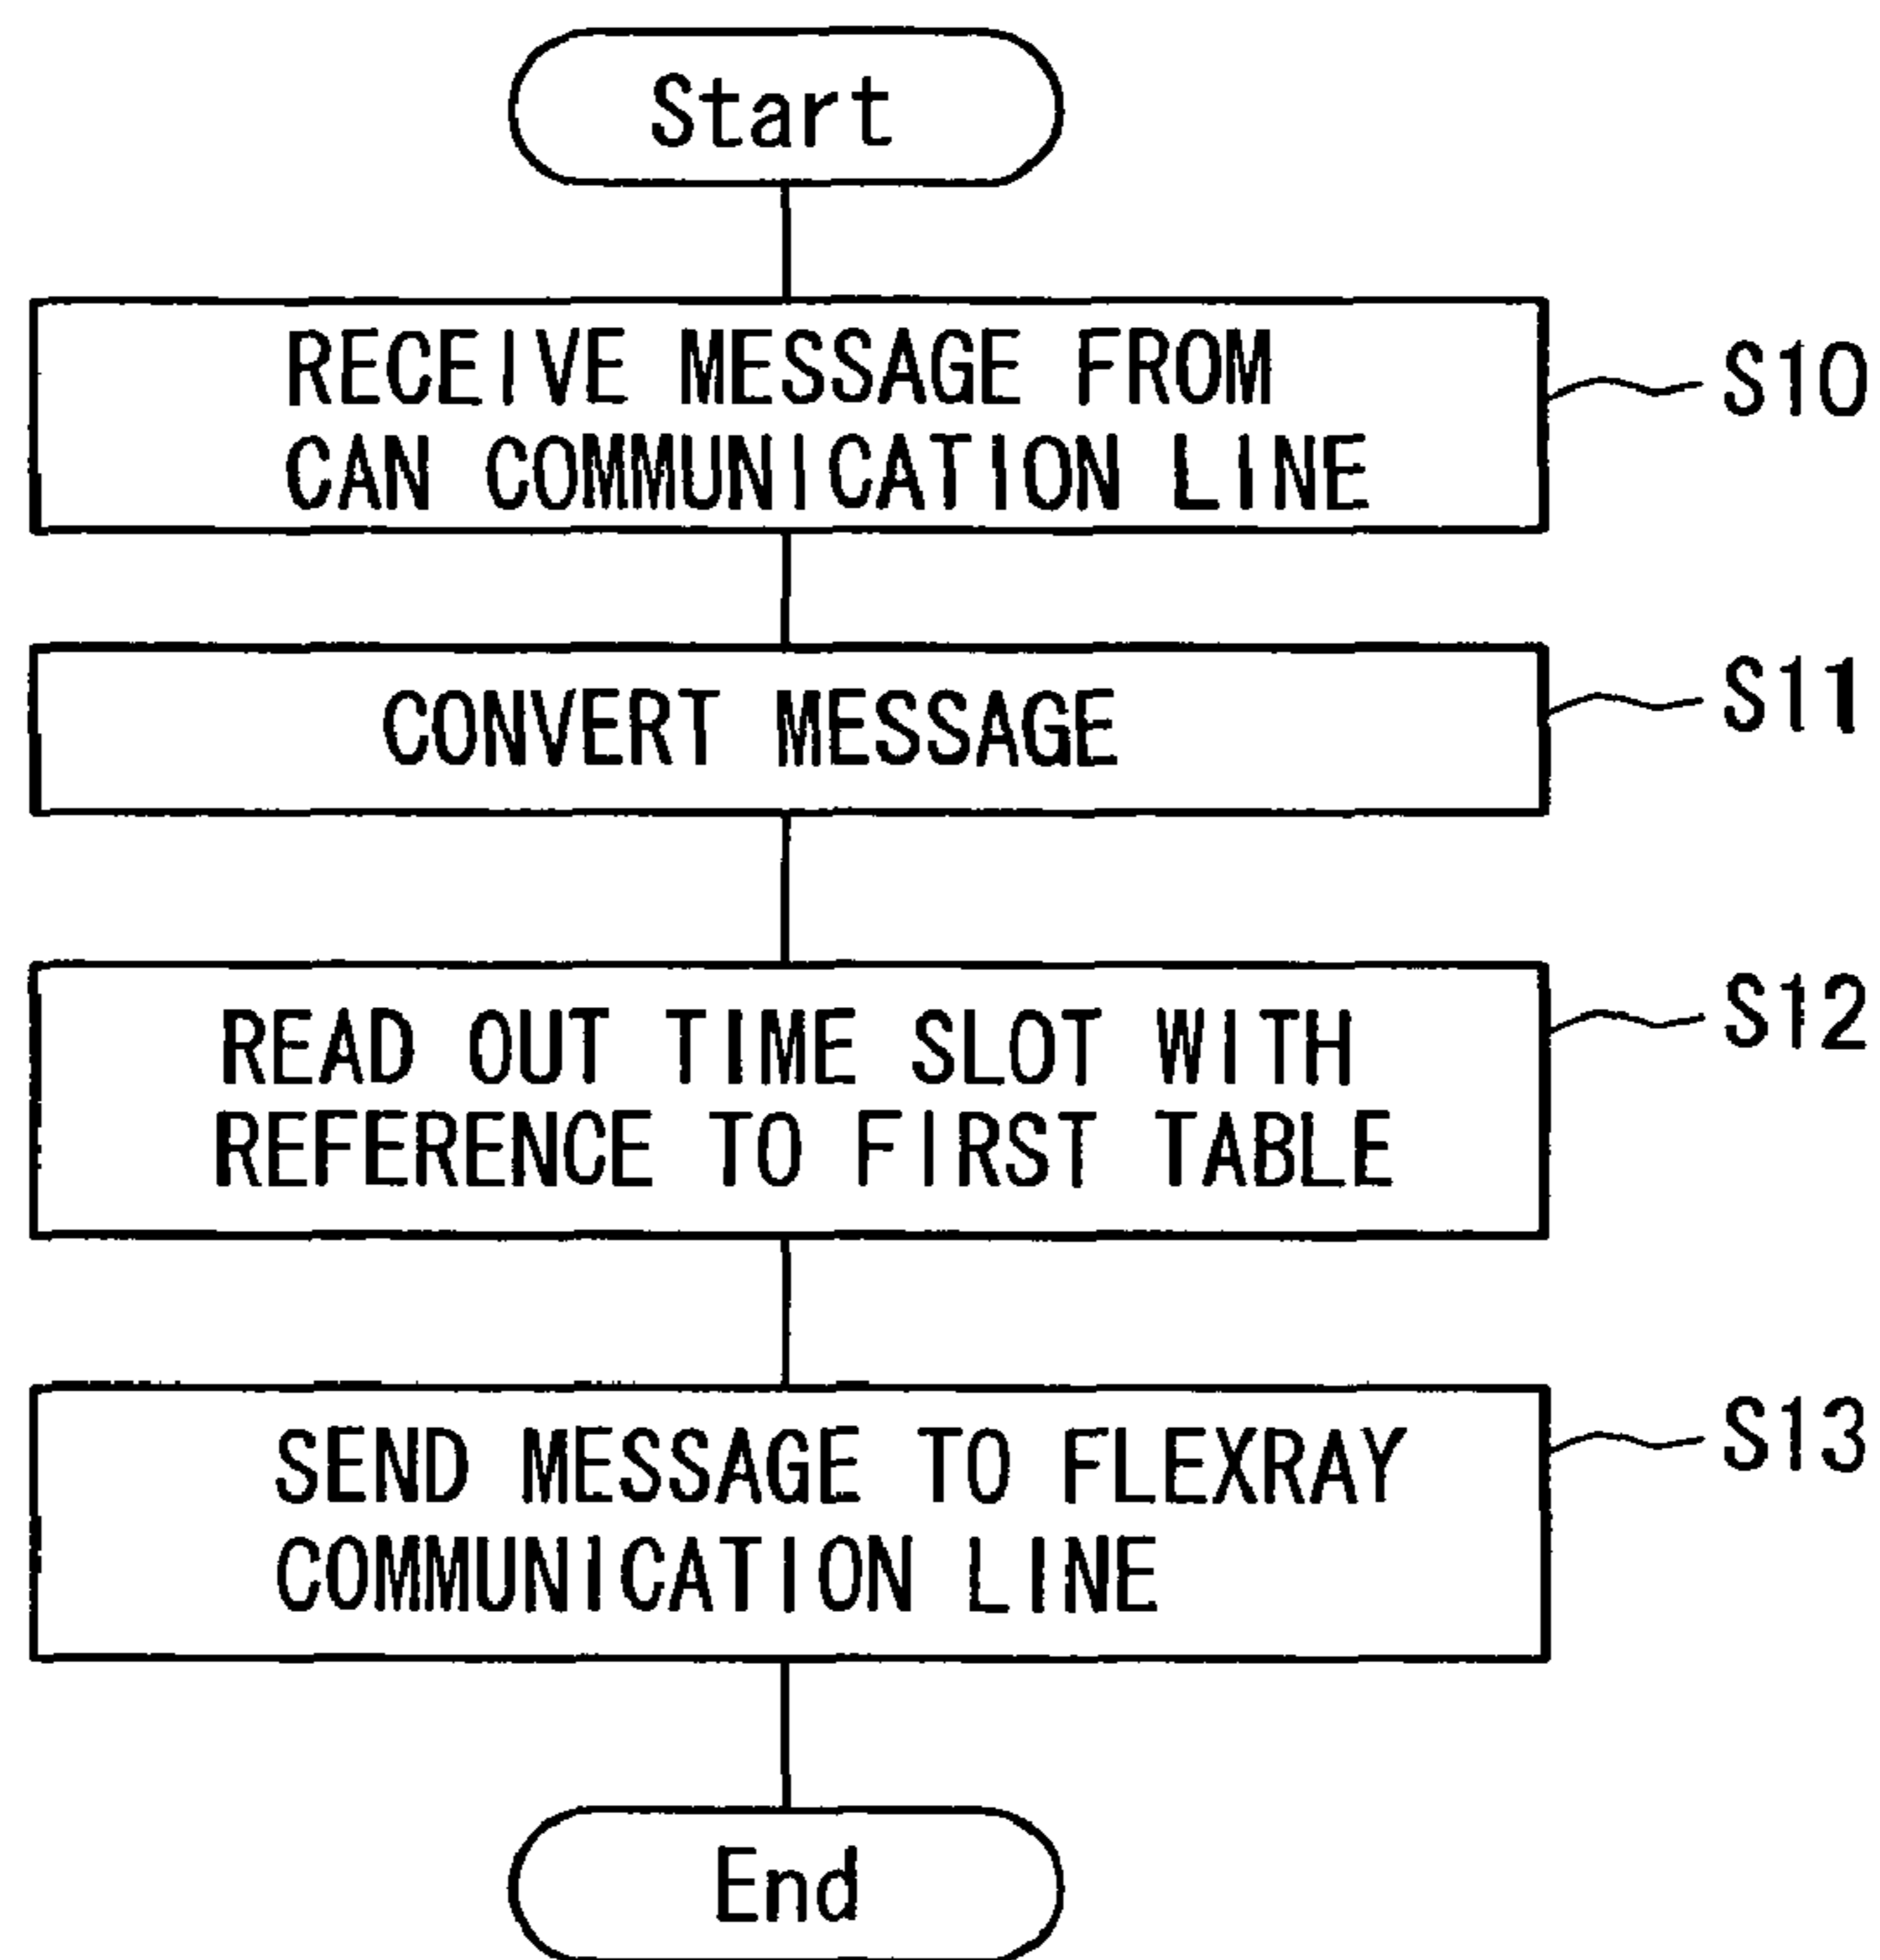 Start
RECEIVE MESSAGE FROM
CAN COMMUNICATION LINE
S10
CONVERT MESSAGE
S11
READ OUT TIME SLOT WITH
REFERENCE TO FIRST TABLE
S12
SEND MESSAGE TO FLEXRAY
COMMUNICATION LINE
S13
End